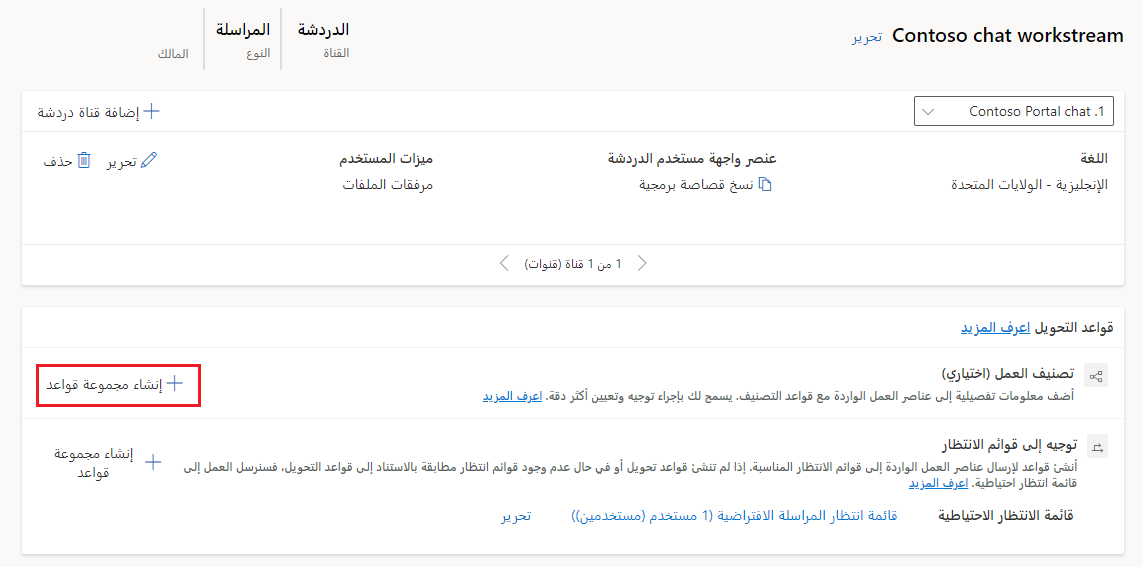 Contoso chat workstream تحرير
الدردشة
القناة
المراسلة
النوع
المالك
1. Contoso Portal chat
إضافة قناة دردشة
اللغة
الإنجليزية - الولايات المتحدة
عنصر واجهة مستخدم الدردشة
نسخ قصاصة برمجية
ميزات المستخدم
مرفقات الملفات
تحرير
حذف
1 من 1 قناة (قنوات)
قواعد التحويل اعرف المزيد
تصنيف العمل (اختياري)
أضف معلومات تفصيلية إلى عناصر العمل الواردة مع قواعد التصنيف. يسمح لك بإجراء توجيه وتعيين أكثر دقة. اعرف المزيد
إنشاء مجموعة قواعد
توجيه إلى قوائم الانتظار
أنشئ قواعد لإرسال عناصر العمل الواردة إلى قوائم الانتظار المناسبة. إذا لم تنشئ قواعد تحويل أو في حال عدم وجود قوائم انتظار مطابقة بالاستناد إلى قواعد التحويل، فسنرسل العمل إلى
قائمة انتظار احتياطية. اعرف المزيد
إنشاء مجموعة
قواعد
قائمة الانتظار الاحتياطية
قائمة انتظار المراسلة الافتراضية (1 مستخدم (مستخدمين))
تحرير